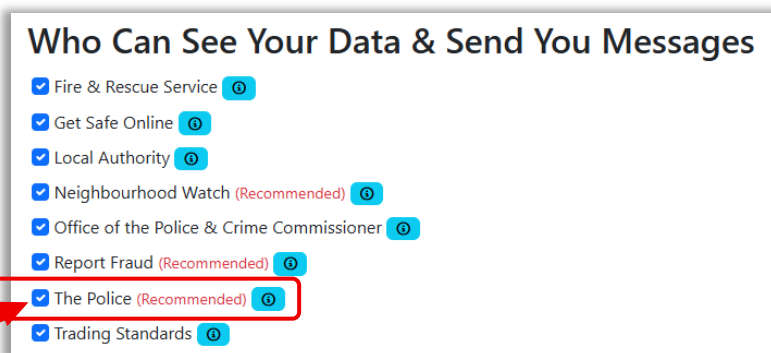 Who Can See Your Data & Send You Messages
Fire & Rescue Service
Get Safe Online
Local Authority
Neighbourhood Watch (Recommended)
Office of the Police & Crime Commissioner
Report Fraud (Recommended)
The Police (Recommended)
Trading Standards